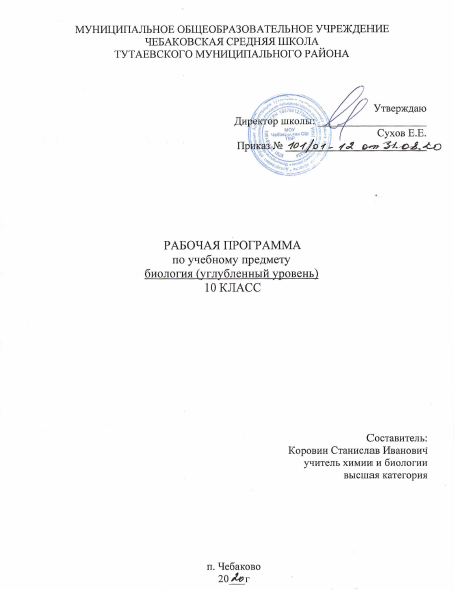 МУНИЦИПАЛЬНОЕ ОБЩЕОБРАЗОВАТЕЛЬНОЕ УЧРЕЖДЕНИЕ
ЧЕБАКОВСКАЯ СРЕДНЯЯ ШКОЛА
ТУТАЕВСКОГО МУНИЦИПАЛЬНОГО РАЙОНА
Утверждаю
Директор школы:
Сухов Е.Е.
Приказ № 101/01-12 от 31.08.20
МОУ
РАБОЧАЯ ПРОГРАММА
по учебному предмету
биология (углубленный уровень)
10 КЛАСС
Составитель:
Коровин Станислав Иванович
учитель химии и биологии
высшая категория
п. Чебаково
2020г